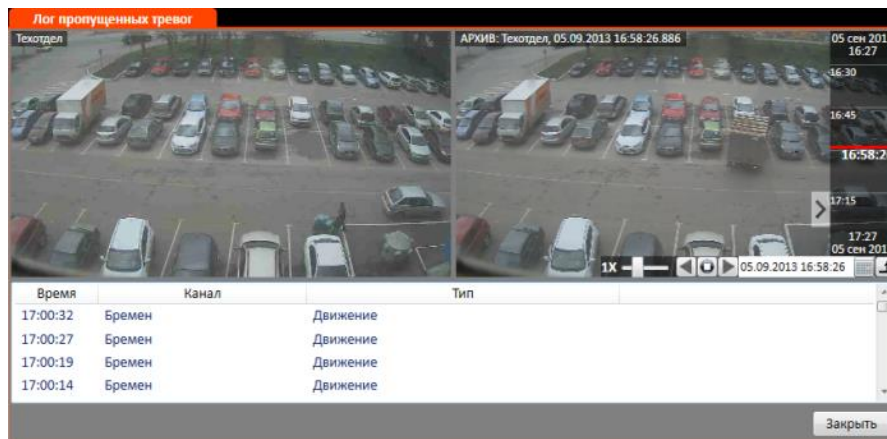 Лог пропущенных тревог
Техотдел
АРХИВ: Техотдел, 05.09.2013 16:58:26.886
05 сен 201
16:27
16:30
16:45
16:58:2
17:15
17:27
05 сен 201
1X
05.09.2013 16:58:26
Время Канал Тип
17:00:32 Бремен Движение
17:00:27 Бремен Движение
17:00:19 Бремен Движение
17:00:14 Бремен Движение
Закрыть